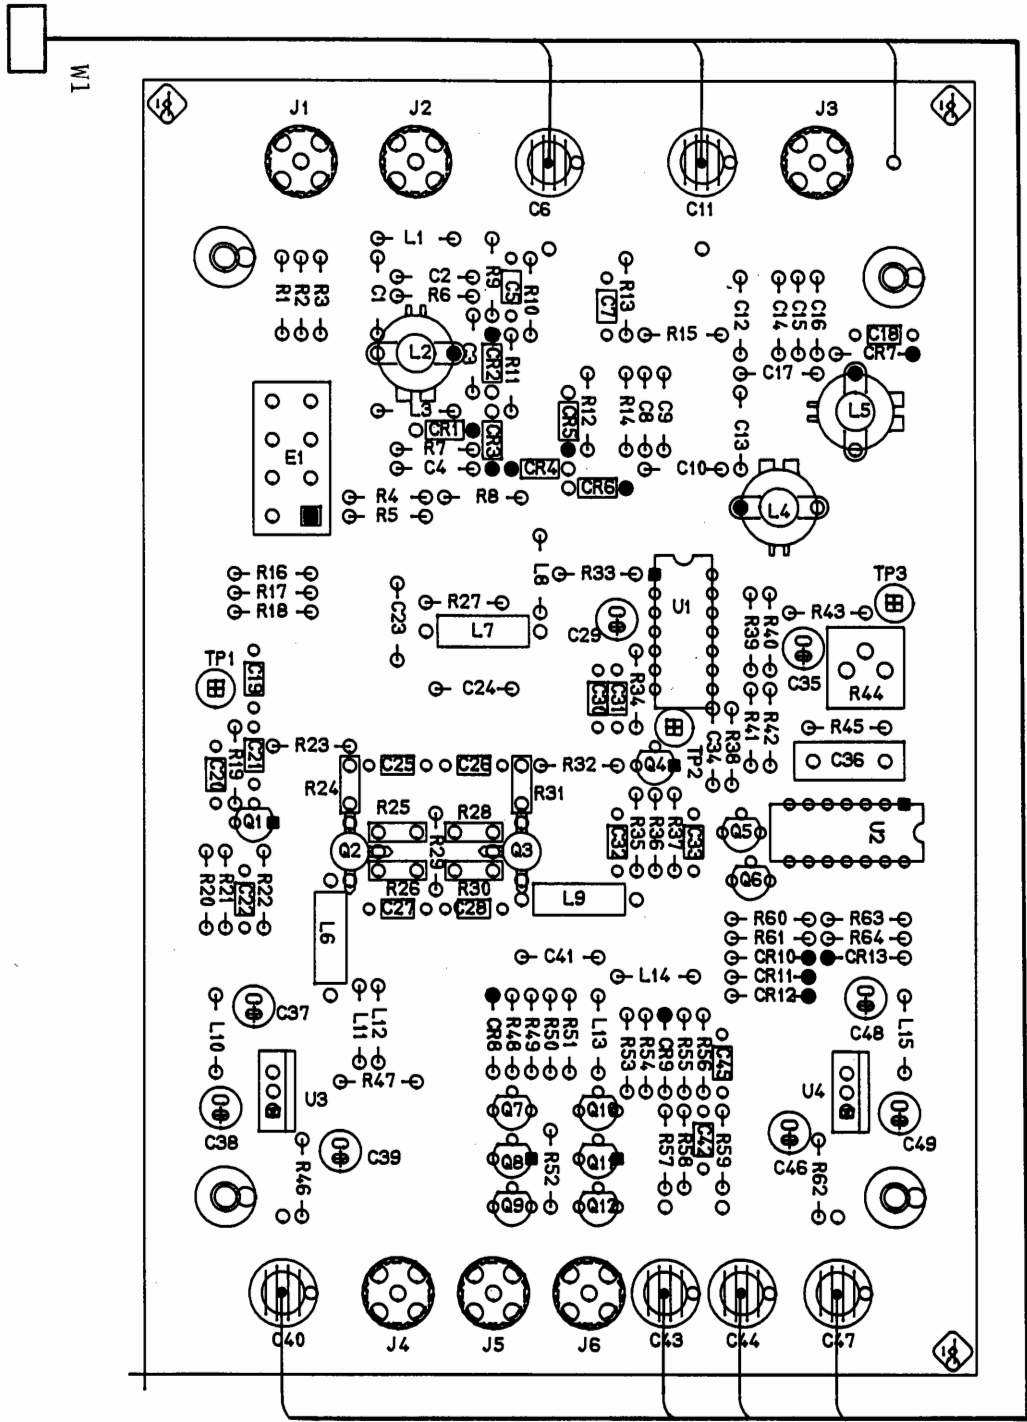 W1
J1 J2 J3
C6 C11
L1
R1 R2 R3 C1 C2 R6 R9 C5 R10 C7 R13 R15 C12 C14 C15 C16 C18
L2 C3 CR2 R11 CR7
C17 L5
L3 CR1 CR3 CR5 R12 R14 C8 C9 C13
E1 R7 C4 CR4 C10
CR6
R4 R8 L4
R5
R16 L8 R33 TP3
R17 C23 R27 U1 R39 R40 R43
R18 L7 C29
TP1 C19 C24 C30 C31 R34 C35 R44
R41 R42 R45
R19 C21 R23 TP2 C34 R38
C20 C25 C26 R32 Q4 C36
R24 R31
Q1 R25 R28 C32 R35 R36 R37 C33 Q5 U2
Q2 R29 Q3
R20 R21 C22 R22 R26 R30 Q6
C27 C28 L9
L6 R60 R63
R61 R64
C41 CR10 CR13
L14 CR11
CR12
L10 C37 L11 L12 CR8 R48 R49 R50 R51 L13 R53 R54 CR9 R55 R56 C45 C48 L15
R47
U3 U4
C38 Q7 Q10 C49
C39 Q8 R52 Q11 R57 R58 C42 R59 C46
R46 Q9 Q12 R62
C40 J4 J5 J6 C43 C44 C47